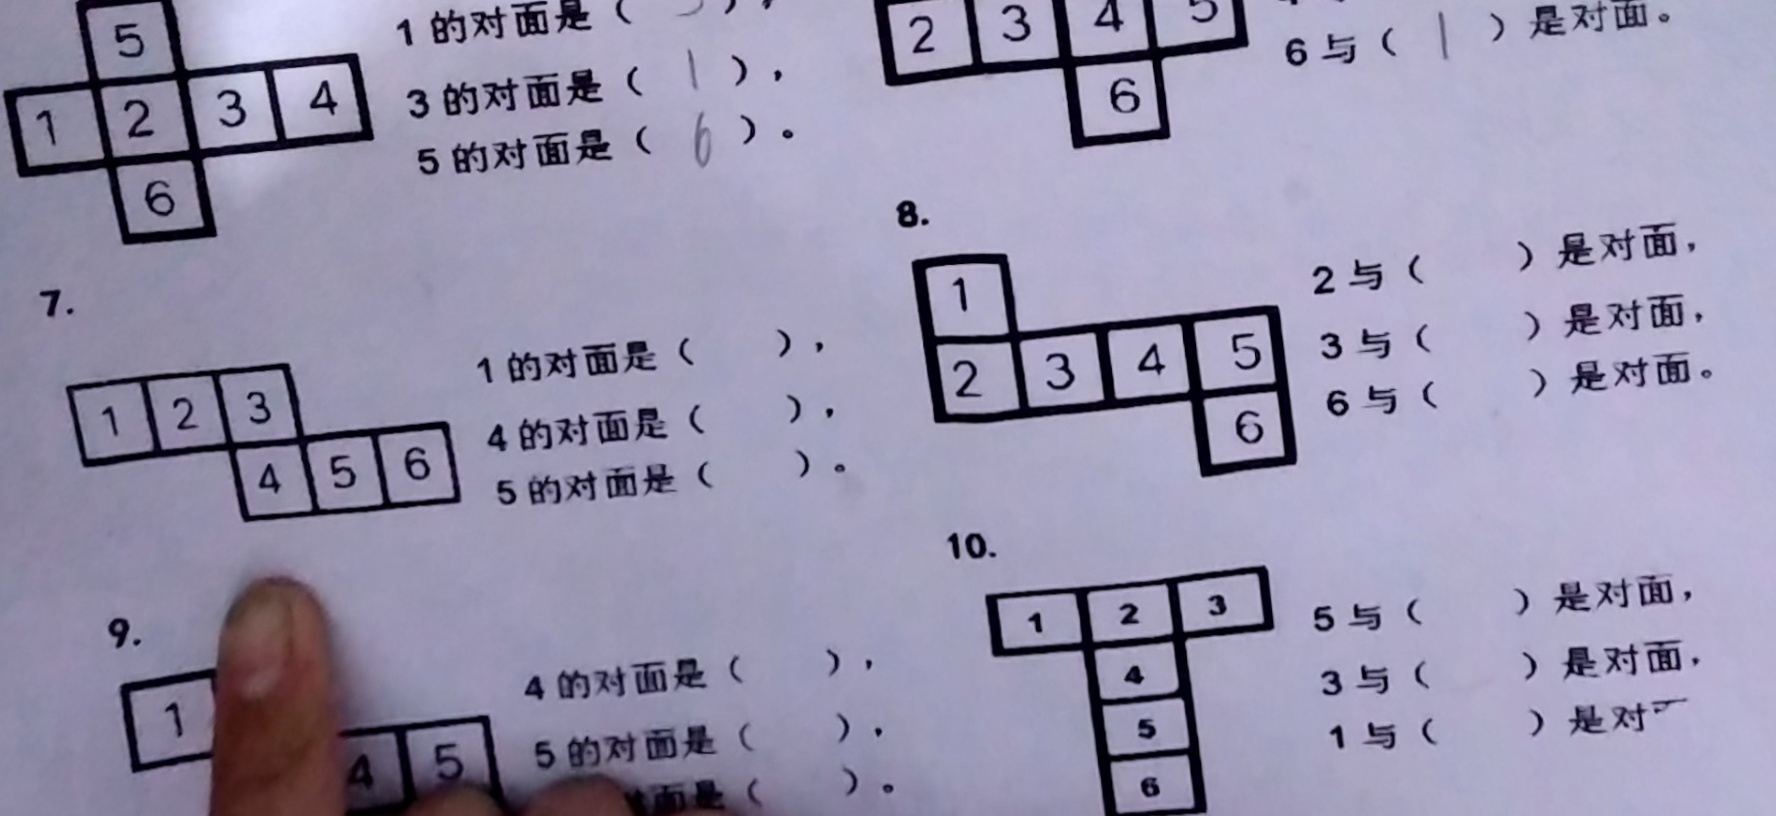 5
1 2 3 4
6
1 的对面是（ ），
3 的对面是（ 1 ），
5 的对面是（ 6 ）。
2 3 4 5
6
6 与（ 1 ）是对面。
7.
1 2 3
4 5 6
1 的对面是（ ），
4 的对面是（ ），
5 的对面是（ ）。
8.
1
2 3 4 5
6
2 与（ ）是对面，
3 与（ ）是对面，
6 与（ ）是对面。
9.
1
4 5
4 的对面是（ ），
5 的对面是（ ），
面是（ ）。
10.
1 2 3
4
5
6
5 与（ ）是对面，
3 与（ ）是对面，
1 与（ ）是对